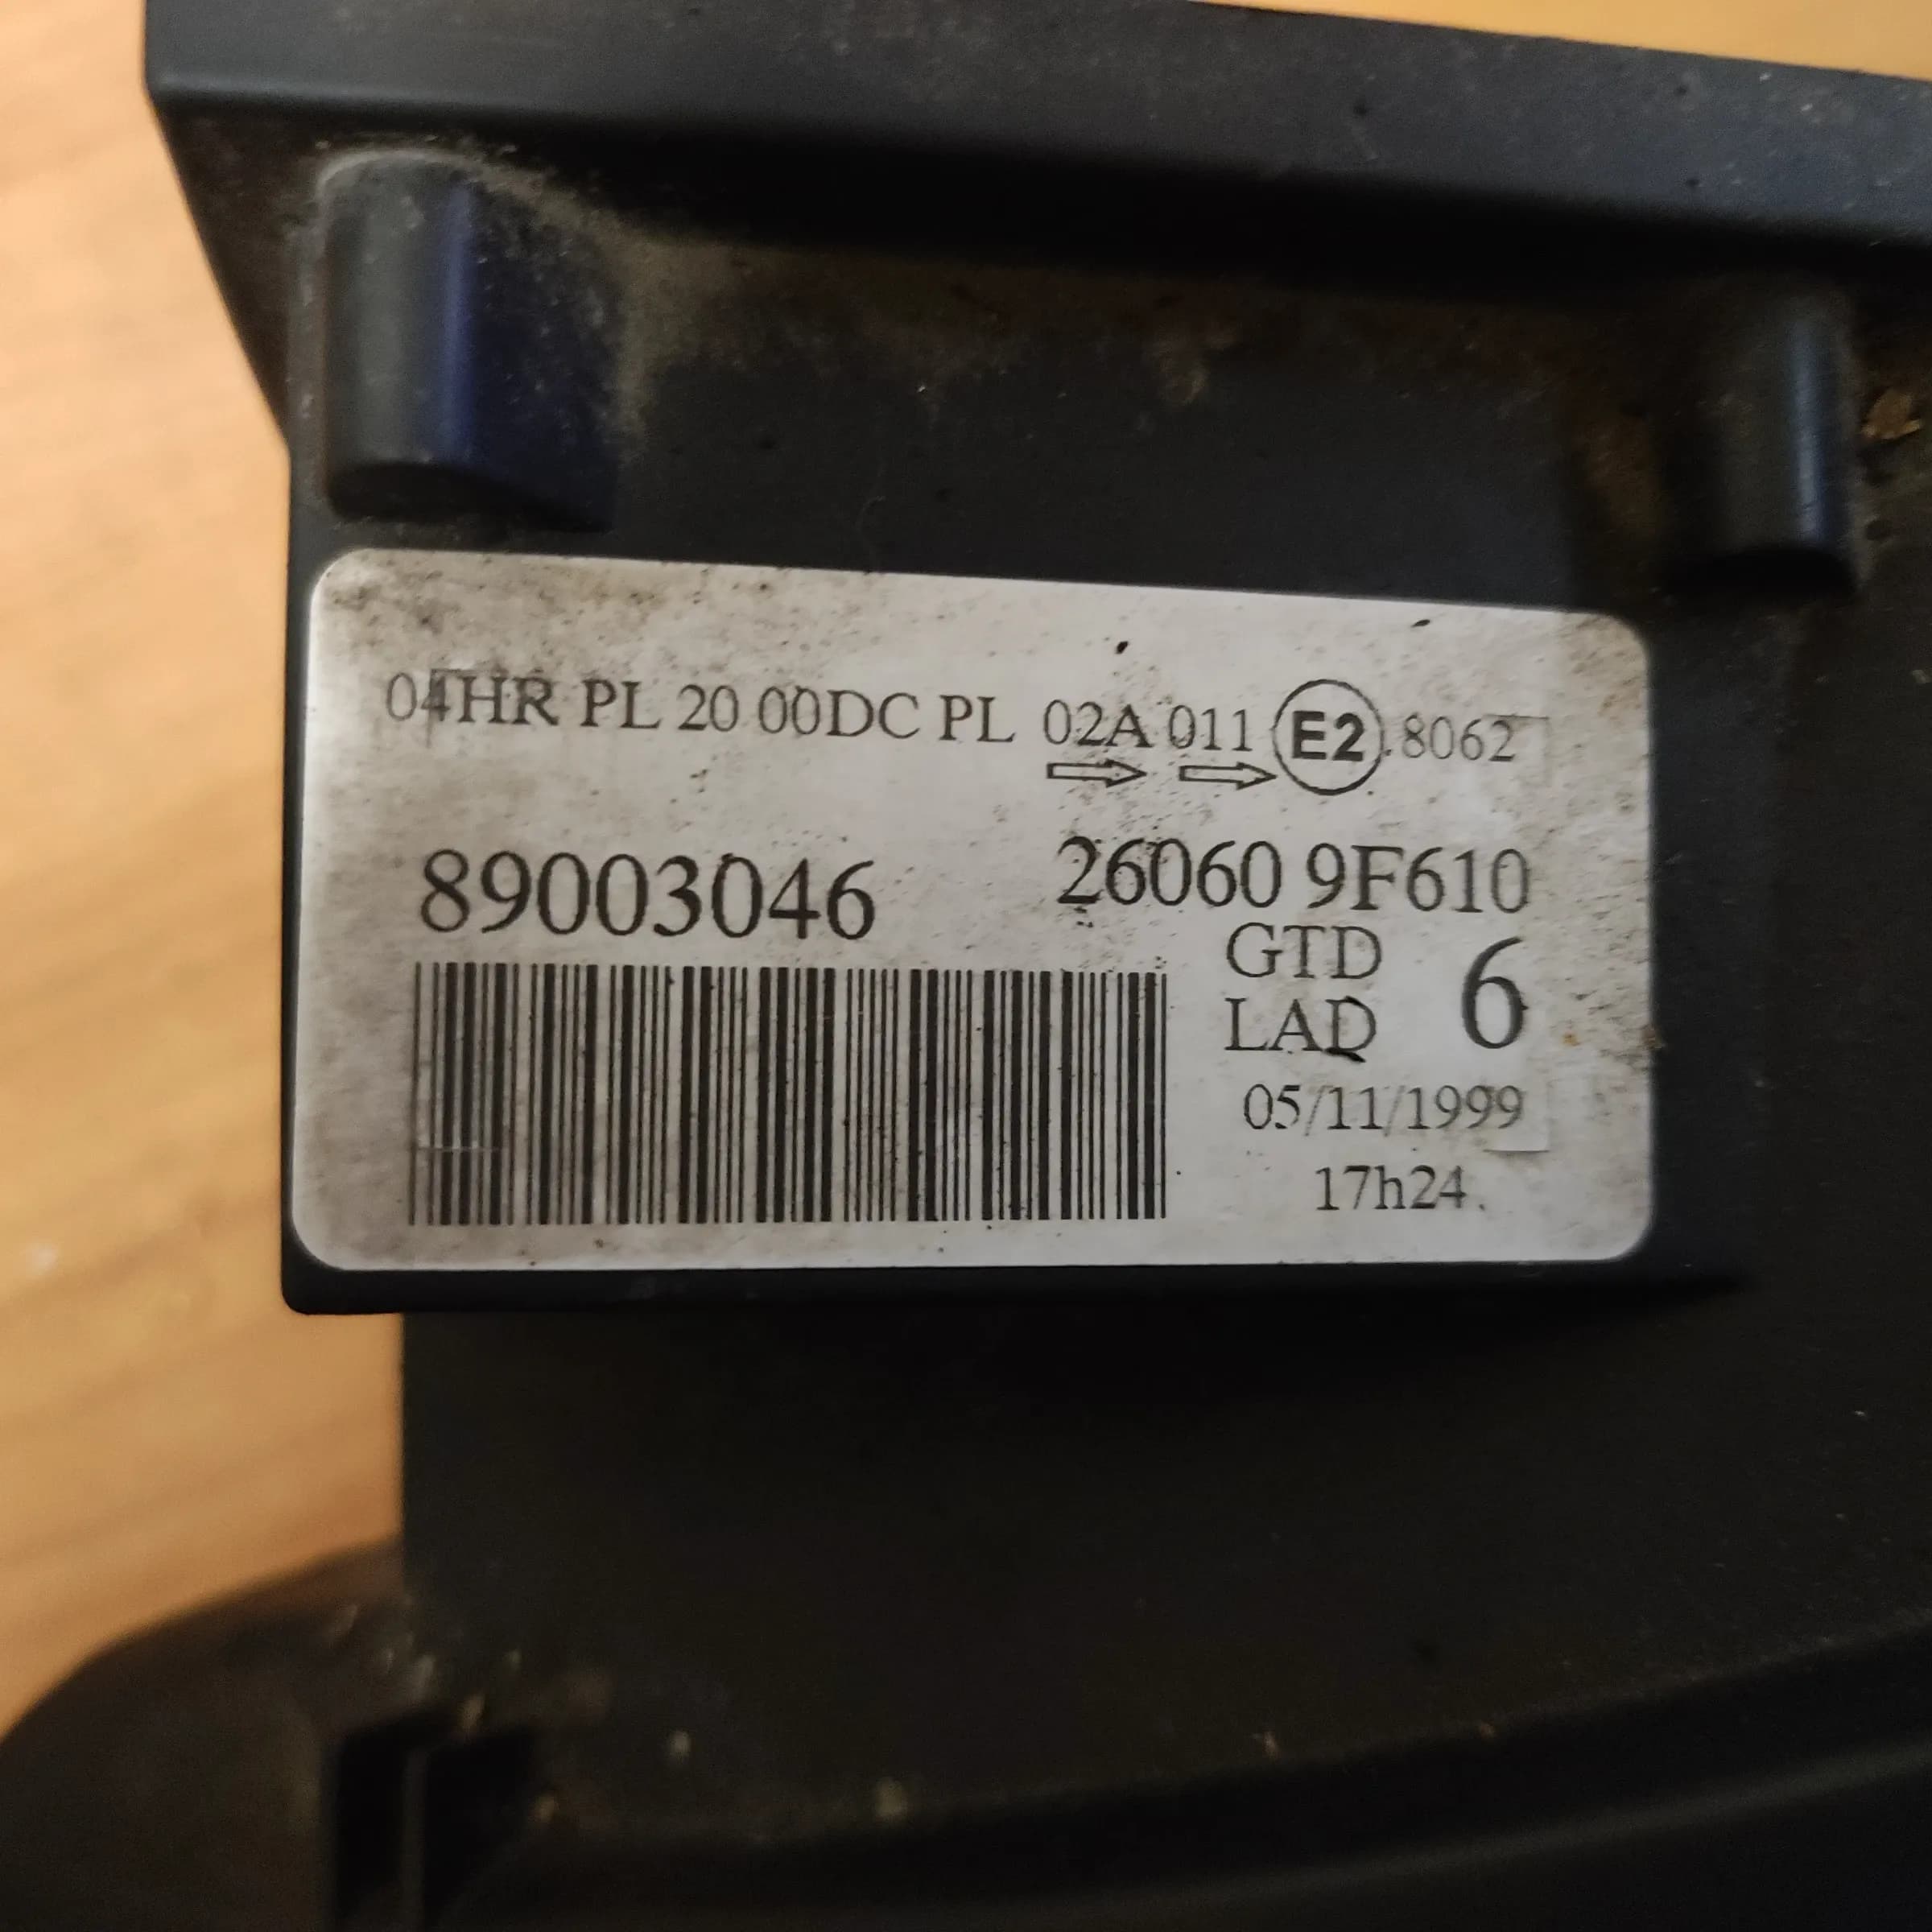 04HR PL 20 00DC PL 02A 011 E2 .8062
89003046 26060 9F610
GTD
LAD 6
05/11/1999
17h24.